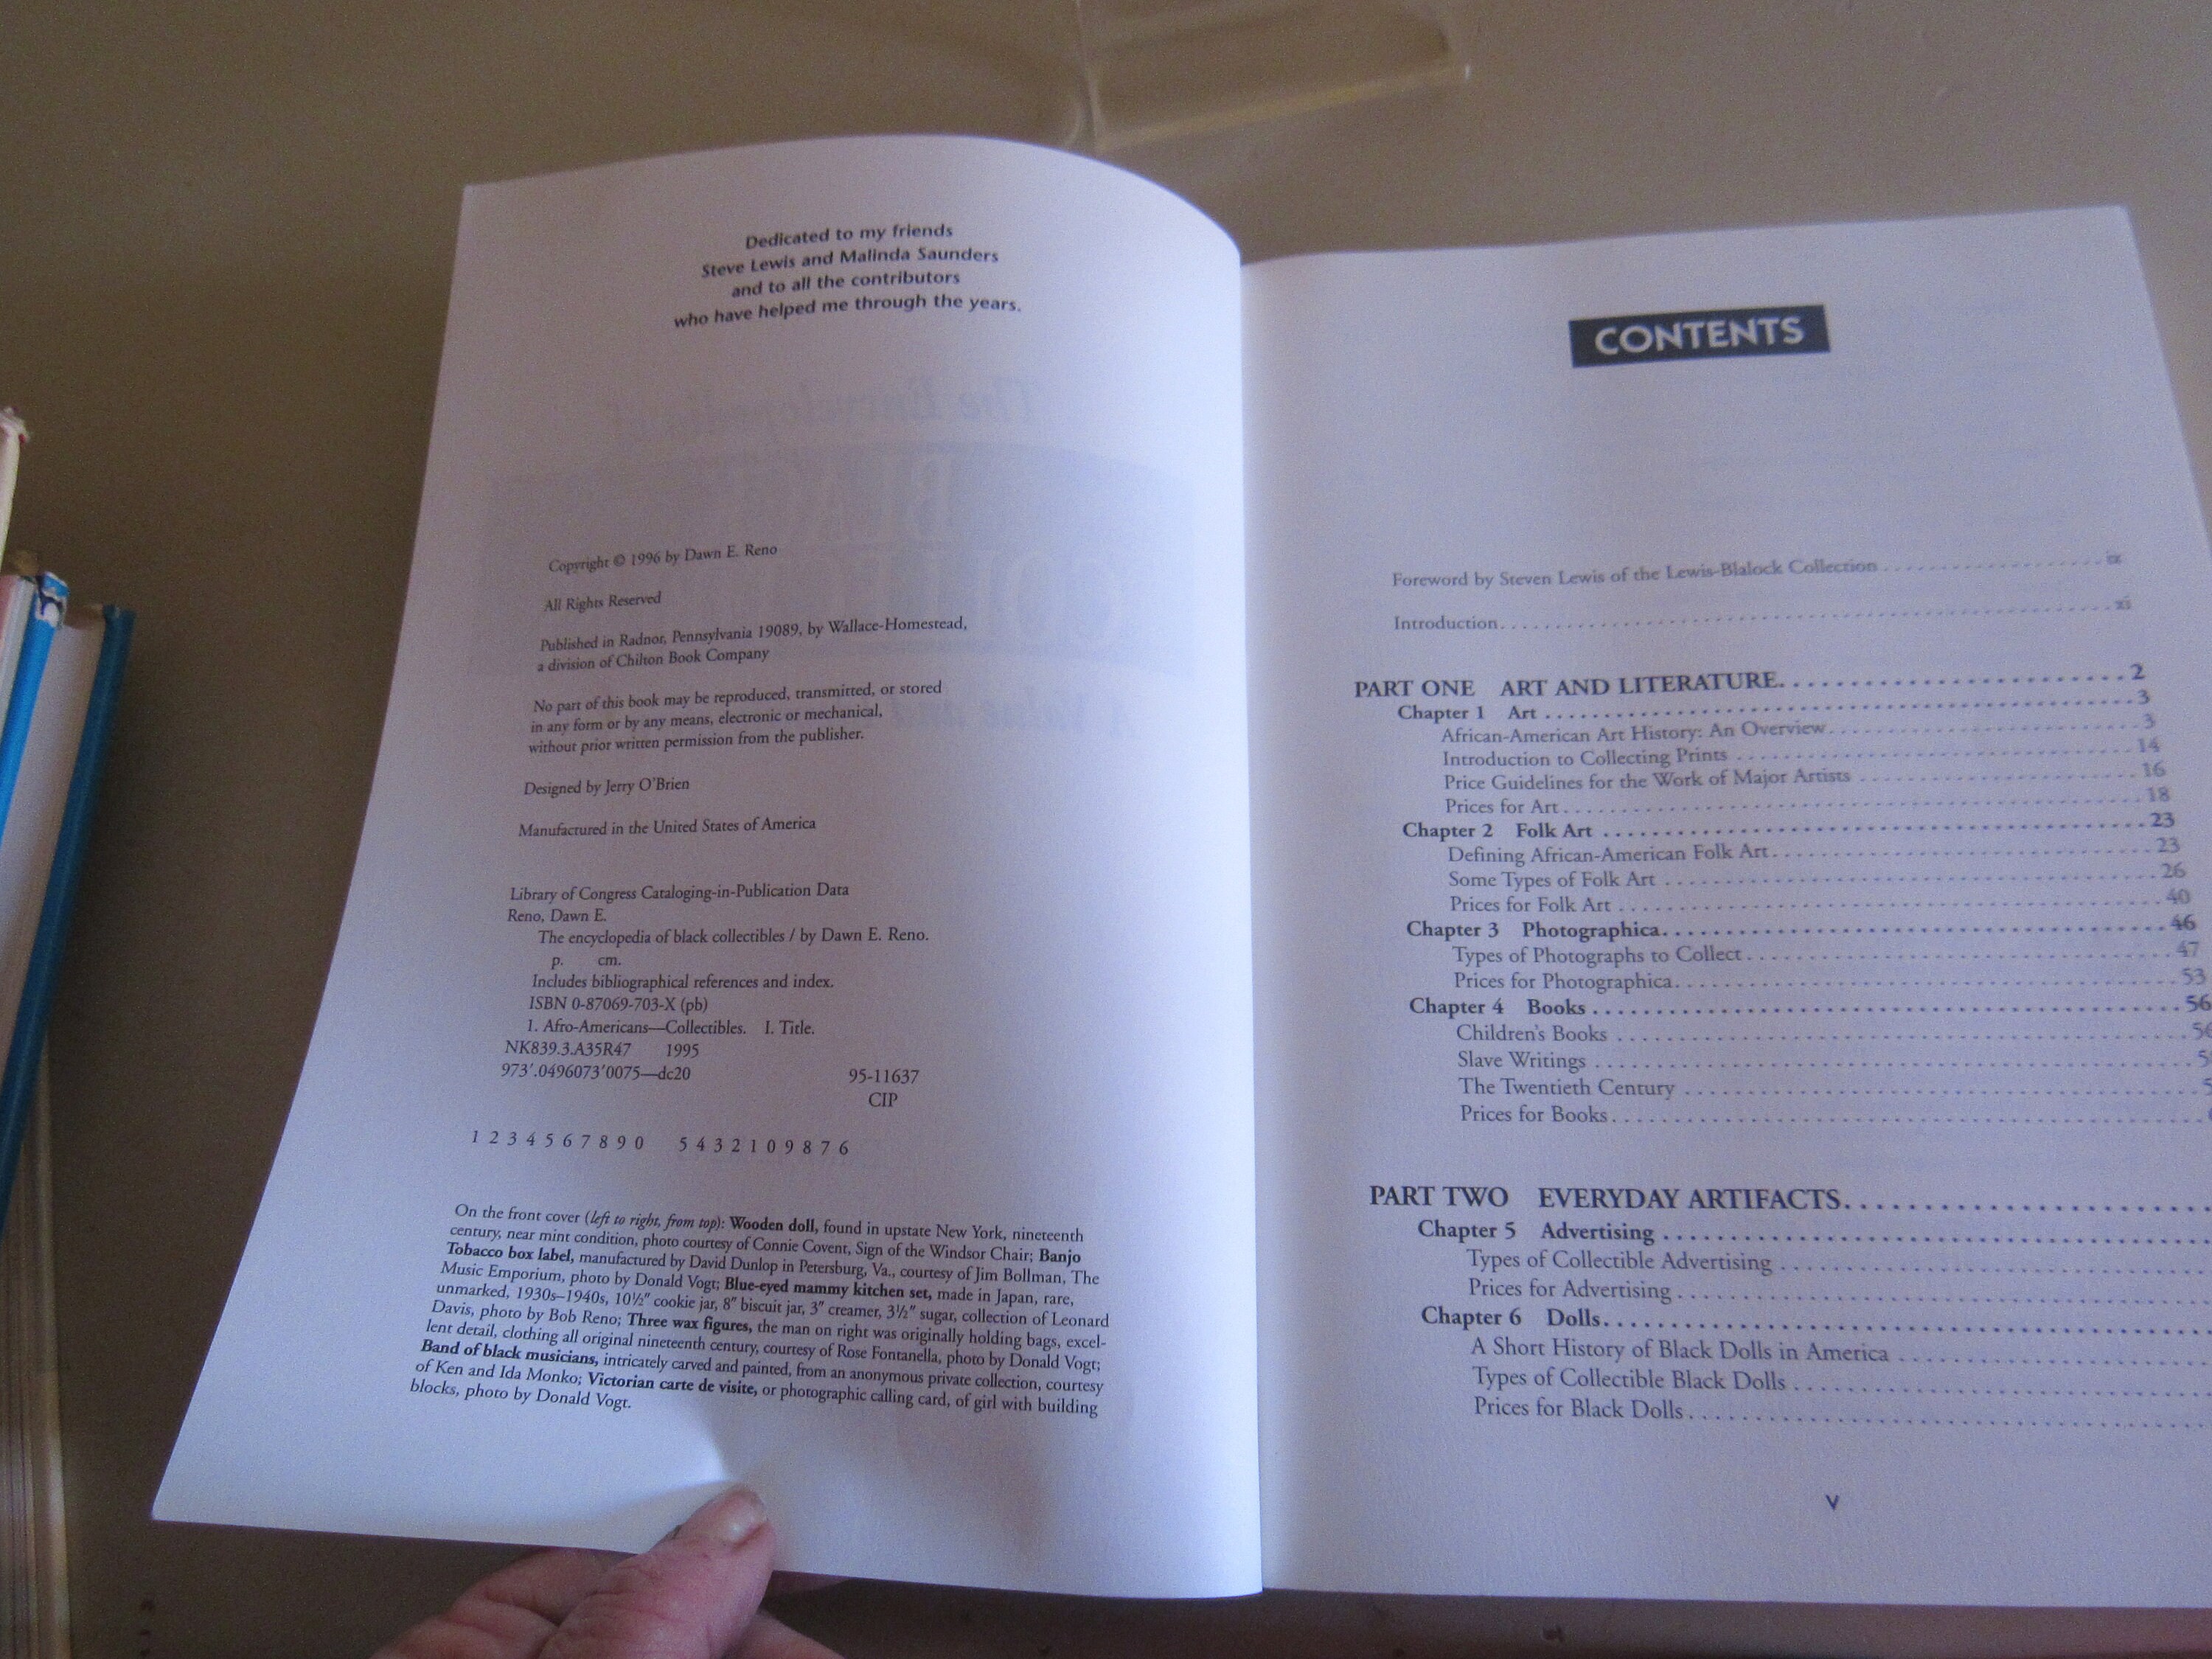 Dedicated to my friends
Steve Lewis and Malinda Saunders
and to all the contributors
who have helped me through the years.
Copyright © 1996 by Dawn E. Reno
All Rights Reserved
Published in Radnor, Pennsylvania 19089, by Wallace-Homestead,
a division of Chilton Book Company
No part of this book may be reproduced, transmitted, or stored
in any form or by any means, electronic or mechanical,
without prior written permission from the publisher.
Designed by Jerry O'Brien
Manufactured in the United States of America
Library of Congress Cataloging-in-Publication Data
Reno, Dawn E.
The encyclopedia of black collectibles / by Dawn E. Reno.
p. cm.
Includes bibliographical references and index.
ISBN 0-87069-703-X (pb)
1. Afro-Americans—Collectibles. I. Title.
NK839.3.A35R47 1995
973'.0496073'0075—dc20 95-11637
CIP
1 2 3 4 5 6 7 8 9 0 5 4 3 2 1 0 9 8 7 6
On the front cover (left to right, from top): Wooden doll, found in upstate New York, nineteenth
century, near mint condition, photo courtesy of Connie Covent, Sign of the Windsor Chair; Banjo
Tobacco box label, manufactured by David Dunlop in Petersburg, Va., courtesy of Jim Bollman, The
Music Emporium, photo by Donald Vogt; Blue-eyed mammy kitchen set, made in Japan, rare,
unmarked, 1930s–1940s, 10½" cookie jar, 8" biscuit jar, 3" creamer, 3½" sugar, collection of Leonard
Davis, photo by Bob Reno; Three wax figures, the man on right was originally holding bags, excel-
lent detail, clothing all original nineteenth century, courtesy of Rose Fontanella, photo by Donald Vogt;
Band of black musicians, intricately carved and painted, from an anonymous private collection, courtesy
of Ken and Ida Monko; Victorian carte de visite, or photographic calling card, of girl with building
blocks, photo by Donald Vogt.
CONTENTS
Foreword by Steven Lewis of the Lewis-Blalock Collection . . . . . . . . . . ix
Introduction . . . . . . . . . . xi
PART ONE ART AND LITERATURE . . . . . . . . . . 2
Chapter 1 Art . . . . . . . . . . 3
African-American Art History: An Overview . . . . . . . . . . 3
Introduction to Collecting Prints . . . . . . . . . . 14
Price Guidelines for the Work of Major Artists . . . . . . . . . . 16
Prices for Art . . . . . . . . . . 18
Chapter 2 Folk Art . . . . . . . . . . 23
Defining African-American Folk Art . . . . . . . . . . 23
Some Types of Folk Art . . . . . . . . . . 26
Prices for Folk Art . . . . . . . . . . 40
Chapter 3 Photographica . . . . . . . . . . 46
Types of Photographs to Collect . . . . . . . . . . 47
Prices for Photographica . . . . . . . . . . 53
Chapter 4 Books . . . . . . . . . . 56
Children's Books . . . . . . . . . .
Slave Writings . . . . . . . . . .
The Twentieth Century . . . . . . . . . .
Prices for Books . . . . . . . . . .
PART TWO EVERYDAY ARTIFACTS . . . . . . . . . .
Chapter 5 Advertising . . . . . . . . . .
Types of Collectible Advertising . . . . . . . . . .
Prices for Advertising . . . . . . . . . .
Chapter 6 Dolls . . . . . . . . . .
A Short History of Black Dolls in America . . . . . . . . . .
Types of Collectible Black Dolls . . . . . . . . . .
Prices for Black Dolls . . . . . . . . . .
v